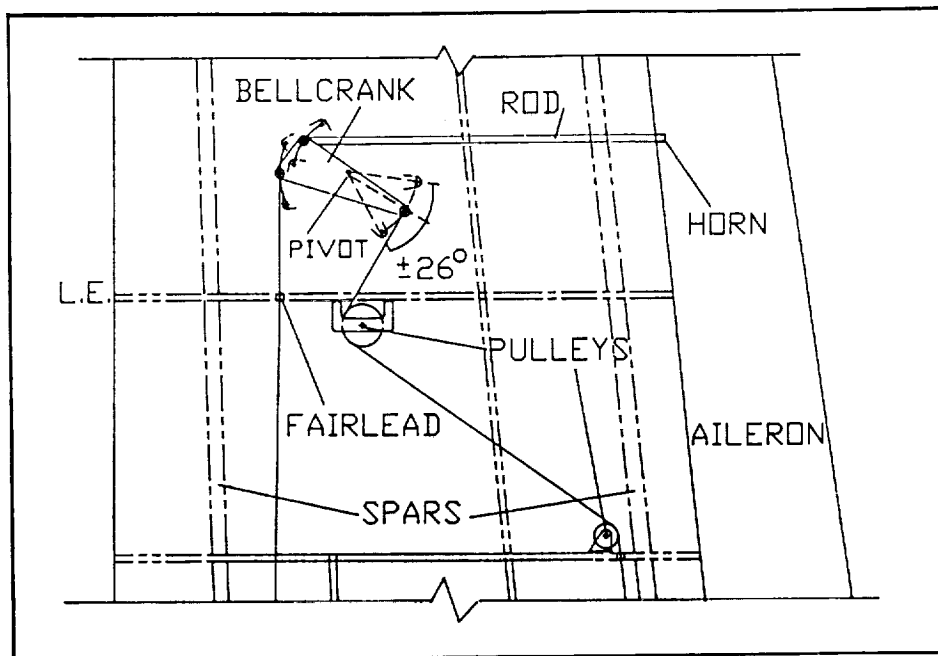 BELLCRANK
ROD
HORN
PIVOT
±26°
L.E.
PULLEYS
FAIRLEAD
AILERON
SPARS